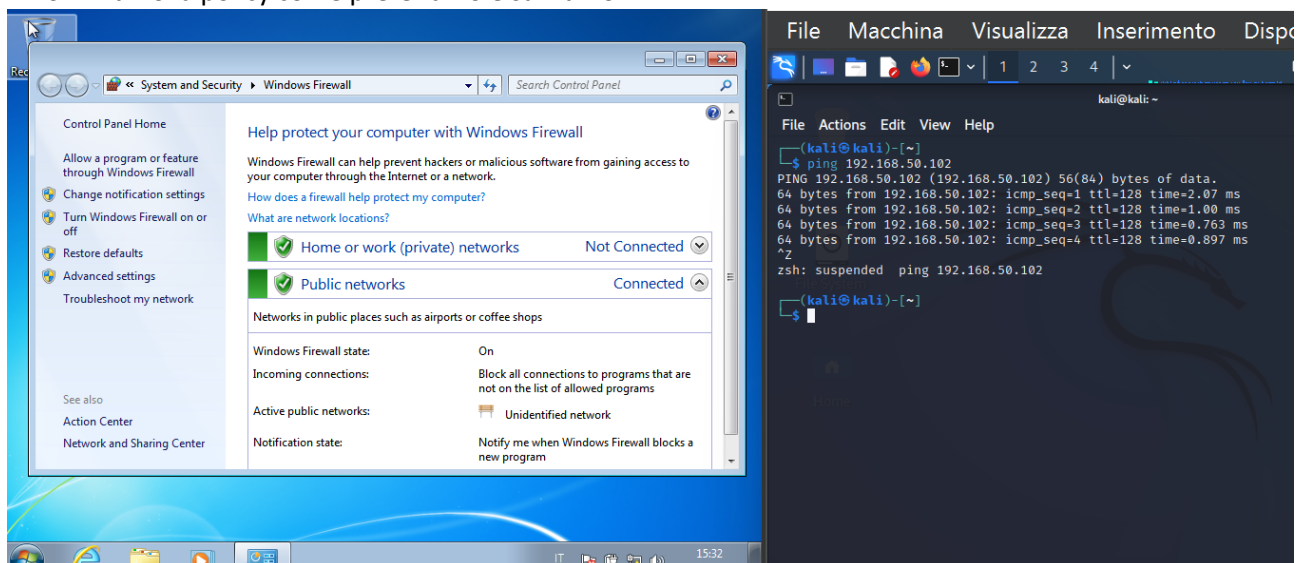 Rec
« System and Security ▸ Windows Firewall
Search Control Panel
Control Panel Home
Allow a program or feature
through Windows Firewall
Change notification settings
Turn Windows Firewall on or
off
Restore defaults
Advanced settings
Troubleshoot my network
See also
Action Center
Network and Sharing Center
Help protect your computer with Windows Firewall
Windows Firewall can help prevent hackers or malicious software from gaining access to
your computer through the Internet or a network.
How does a firewall help protect my computer?
What are network locations?
Home or work (private) networks Not Connected
Public networks Connected
Networks in public places such as airports or coffee shops
Windows Firewall state: On
Incoming connections: Block all connections to programs that are
not on the list of allowed programs
Active public networks: Unidentified network
Notification state: Notify me when Windows Firewall blocks a
new program
IT 15:32
File Macchina Visualizza Inserimento Dispo
1 2 3 4
kali@kali: ~
File Actions Edit View Help
┌──(kali㉿kali)-[~]
└─$ ping 192.168.50.102
PING 192.168.50.102 (192.168.50.102) 56(84) bytes of data.
64 bytes from 192.168.50.102: icmp_seq=1 ttl=128 time=2.07 ms
64 bytes from 192.168.50.102: icmp_seq=2 ttl=128 time=1.00 ms
64 bytes from 192.168.50.102: icmp_seq=3 ttl=128 time=0.763 ms
64 bytes from 192.168.50.102: icmp_seq=4 ttl=128 time=0.897 ms
^Z
zsh: suspended ping 192.168.50.102
┌──(kali㉿kali)-[~]
└─$
Home